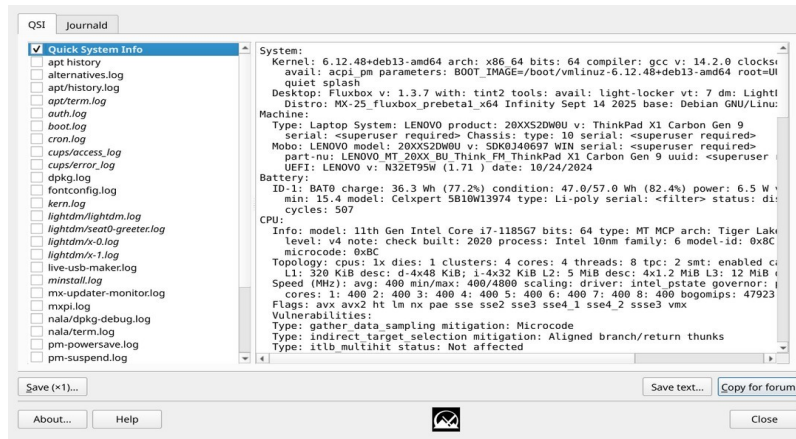 QSI
Journald
Quick System Info
apt history
alternatives.log
apt/history.log
apt/term.log
auth.log
boot.log
cron.log
cups/access_log
cups/error_log
dpkg.log
fontconfig.log
kern.log
lightdm/lightdm.log
lightdm/seat0-greeter.log
lightdm/x-0.log
lightdm/x-1.log
live-usb-maker.log
minstall.log
mx-updater-monitor.log
mxpi.log
nala/dpkg-debug.log
nala/term.log
pm-powersave.log
pm-suspend.log
System:
Kernel: 6.12.48+deb13-amd64 arch: x86_64 bits: 64 compiler: gcc v: 14.2.0
avail: acpi_pm parameters: BOOT_IMAGE=/boot/vmlinuz-6.12.48+deb13-amd64
quiet splash
Desktop: Fluxbox v: 1.3.7 with: tint2 tools: avail: light-locker vt: 7 dm:
Distro: MX-25_fluxbox_prebeta1_x64 Infinity Sept 14 2025 base: Debian
Machine:
Type: Laptop System: LENOVO product: 20XXS2DW0U v: ThinkPad X1 Carbon Gen 9
serial: <superuser required> Chassis: type: 10 serial: <superuser required>
Mobo: LENOVO model: 20XXS2DW0U v: SDK0J40697 WIN serial: <superuser required>
part-nu: LENOVO_MT_20XX_BU_Think_FM_ThinkPad X1 Carbon Gen 9 uuid: <superuser
UEFI: LENOVO v: N32ET95W (1.71 ) date: 10/24/2024
Battery:
ID-1: BAT0 charge: 36.3 Wh (77.2%) condition: 47.0/57.0 Wh (82.4%) power: 6.5 W
min: 15.4 model: Celxpert 5B10W13974 type: Li-poly serial: <filter> status:
cycles: 507
CPU:
Info: model: 11th Gen Intel Core i7-1185G7 bits: 64 type: MT MCP arch: Tiger
level: v4 note: check built: 2020 process: Intel 10nm family: 6 model-id: 0x8C
microcode: 0xBC
Topology: cpus: 1x dies: 1 clusters: 4 cores: 4 threads: 8 tpc: 2 smt: enabled
L1: 320 KiB desc: d-4x48 KiB; i-4x32 KiB L2: 5 MiB desc: 4x1.2 MiB L3: 12 MiB
Speed (MHz): avg: 400 min/max: 400/4800 scaling: driver: intel_pstate governor:
cores: 1: 400 2: 400 3: 400 4: 400 5: 400 6: 400 7: 400 8: 400 bogomips: 47923
Flags: avx avx2 ht lm nx pae sse sse2 sse3 sse4_1 sse4_2 ssse3 vmx
Vulnerabilities:
Type: gather_data_sampling mitigation: Microcode
Type: indirect_target_selection mitigation: Aligned branch/return thunks
Type: itlb_multihit status: Not affected
Save (×1)...
Save text...
Copy for forum
About...
Help
Close